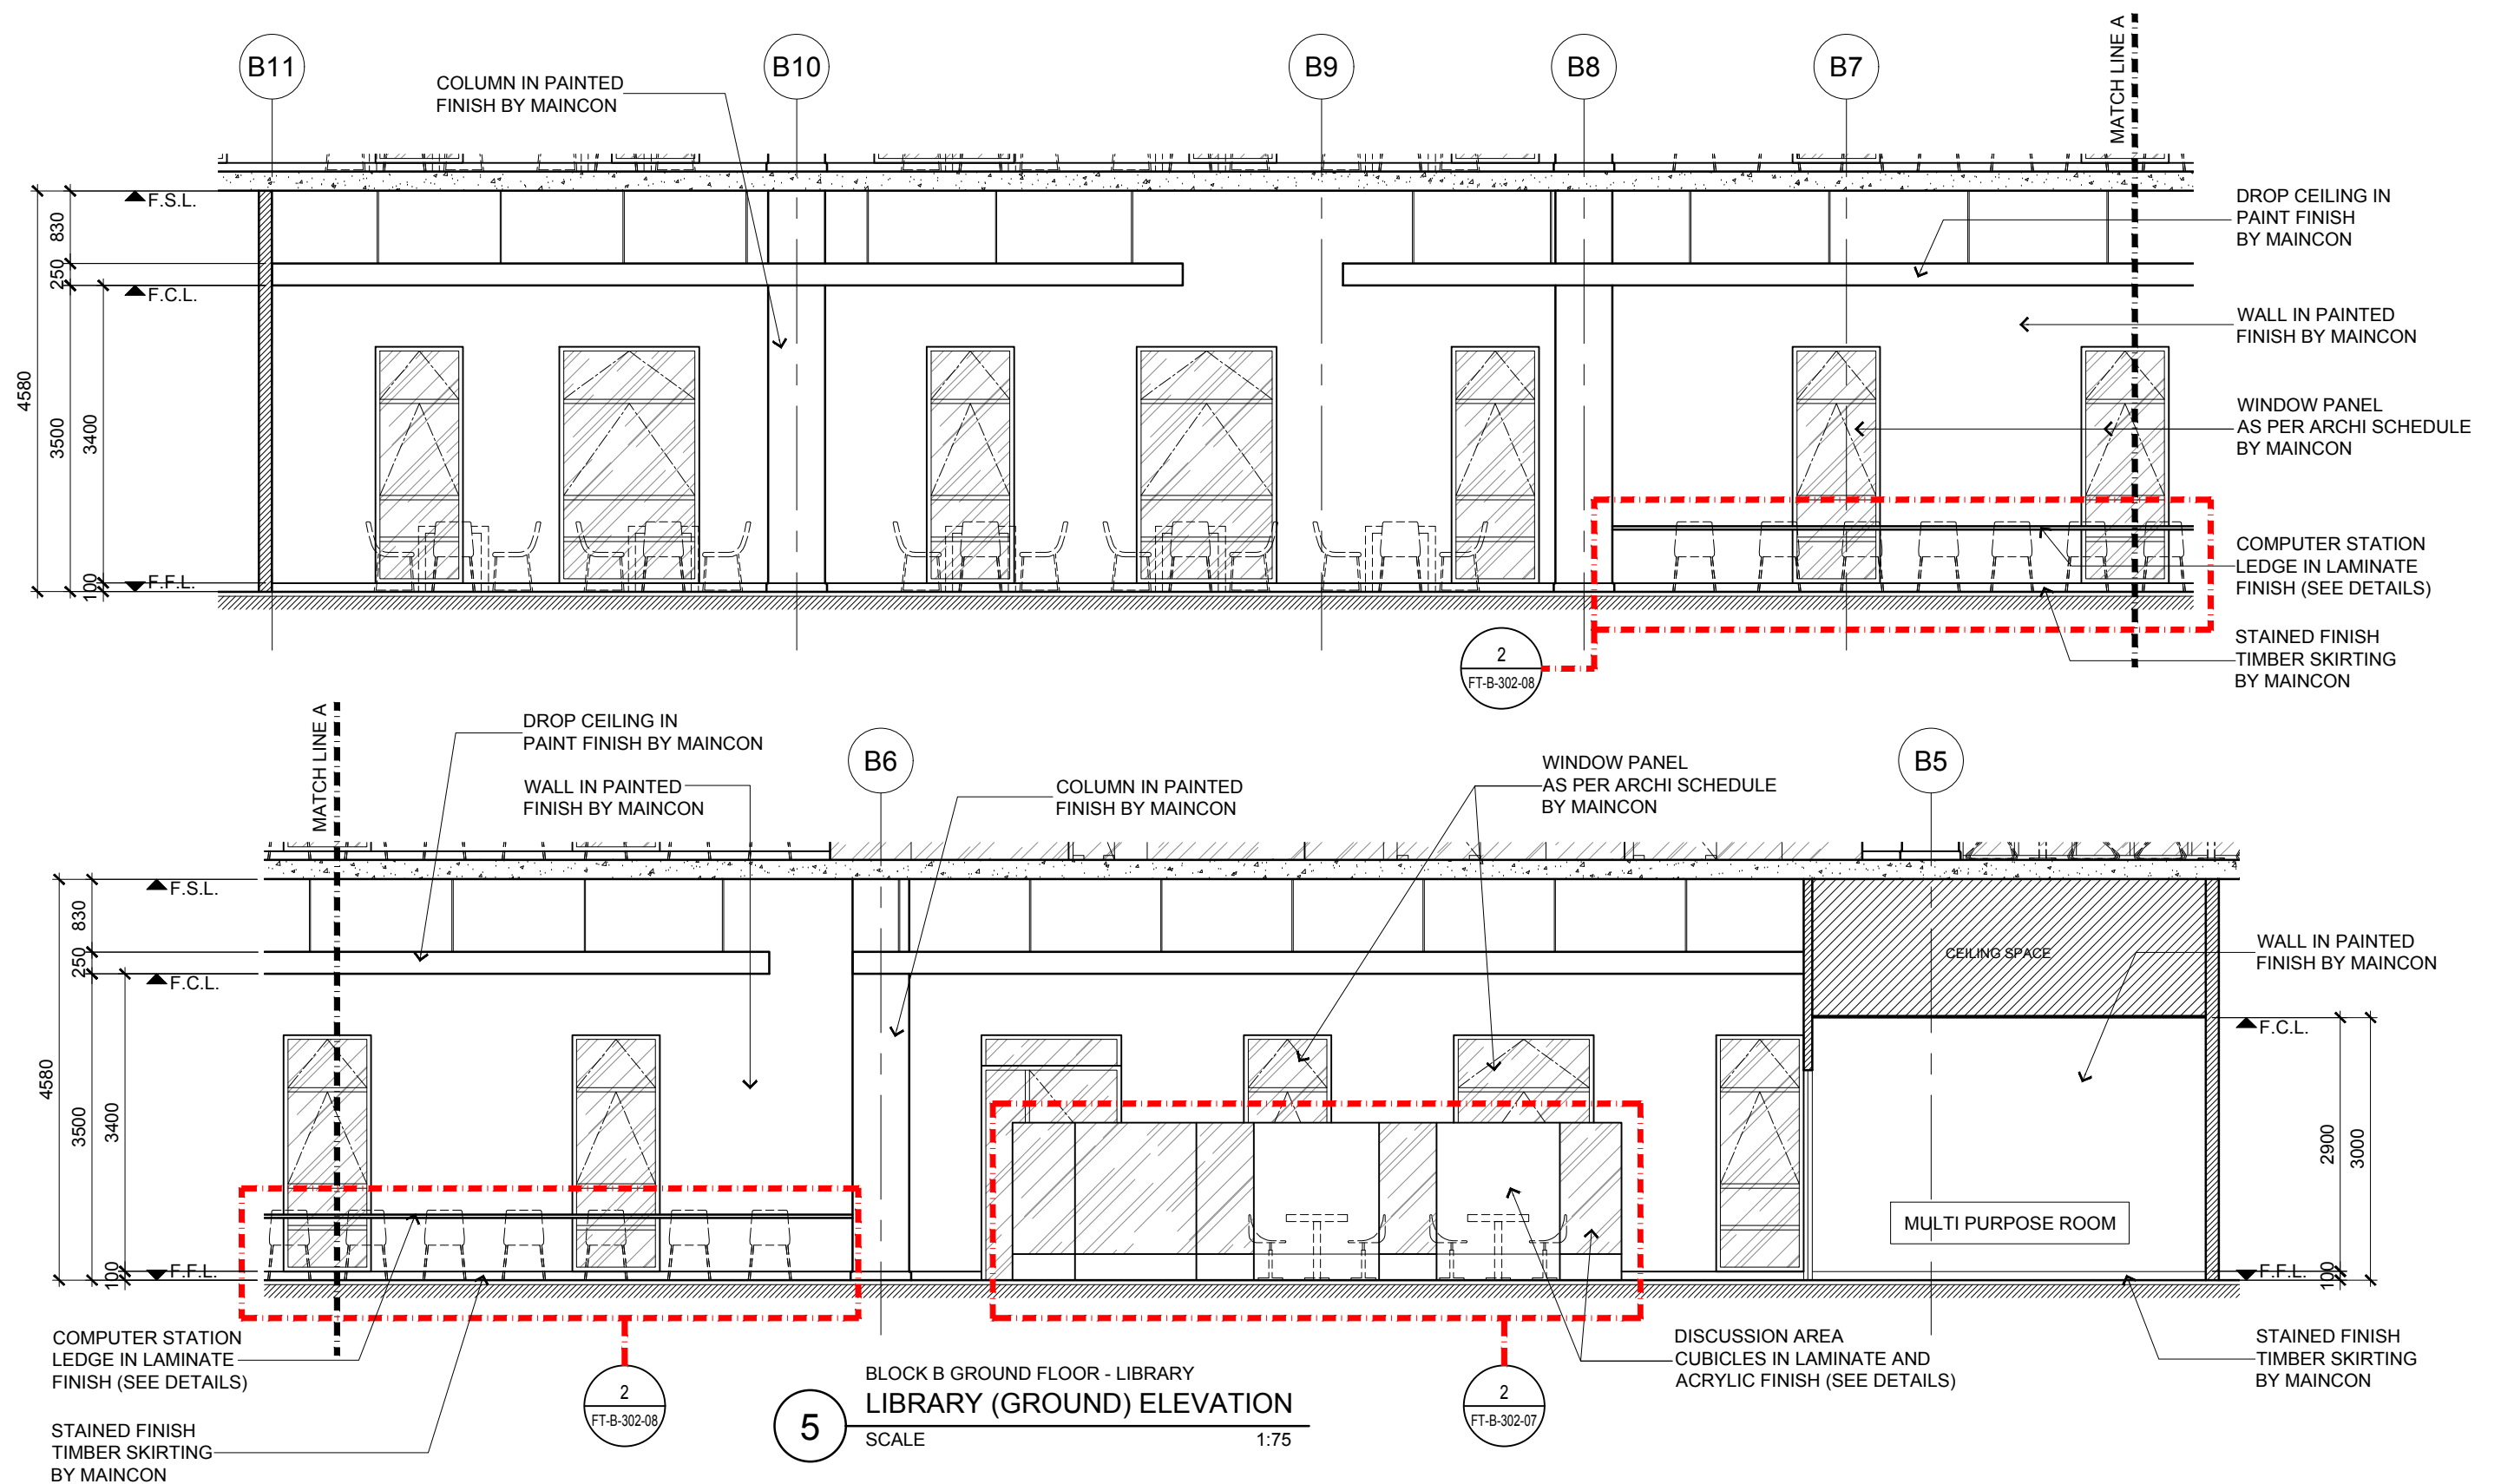 B11
B10
B9
B8
B7
MATCH LINE A
COLUMN IN PAINTED
FINISH BY MAINCON
F.S.L.
F.C.L.
F.F.L.
830
250
4580
3500
3400
100
DROP CEILING IN
PAINT FINISH
BY MAINCON
WALL IN PAINTED
FINISH BY MAINCON
WINDOW PANEL
AS PER ARCHI SCHEDULE
BY MAINCON
COMPUTER STATION
LEDGE IN LAMINATE
FINISH (SEE DETAILS)
STAINED FINISH
TIMBER SKIRTING
BY MAINCON
2
FT-B-302-08
MATCH LINE A
DROP CEILING IN
PAINT FINISH BY MAINCON
WALL IN PAINTED
FINISH BY MAINCON
B6
COLUMN IN PAINTED
FINISH BY MAINCON
WINDOW PANEL
AS PER ARCHI SCHEDULE
BY MAINCON
B5
F.S.L.
F.C.L.
F.F.L.
830
250
4580
3500
3400
100
CEILING SPACE
WALL IN PAINTED
FINISH BY MAINCON
F.C.L.
2900
3000
MULTI PURPOSE ROOM
F.F.L.
100
COMPUTER STATION
LEDGE IN LAMINATE
FINISH (SEE DETAILS)
STAINED FINISH
TIMBER SKIRTING
BY MAINCON
2
FT-B-302-08
2
FT-B-302-07
DISCUSSION AREA
CUBICLES IN LAMINATE AND
ACRYLIC FINISH (SEE DETAILS)
STAINED FINISH
TIMBER SKIRTING
BY MAINCON
5
BLOCK B GROUND FLOOR - LIBRARY
LIBRARY (GROUND) ELEVATION
SCALE 1:75